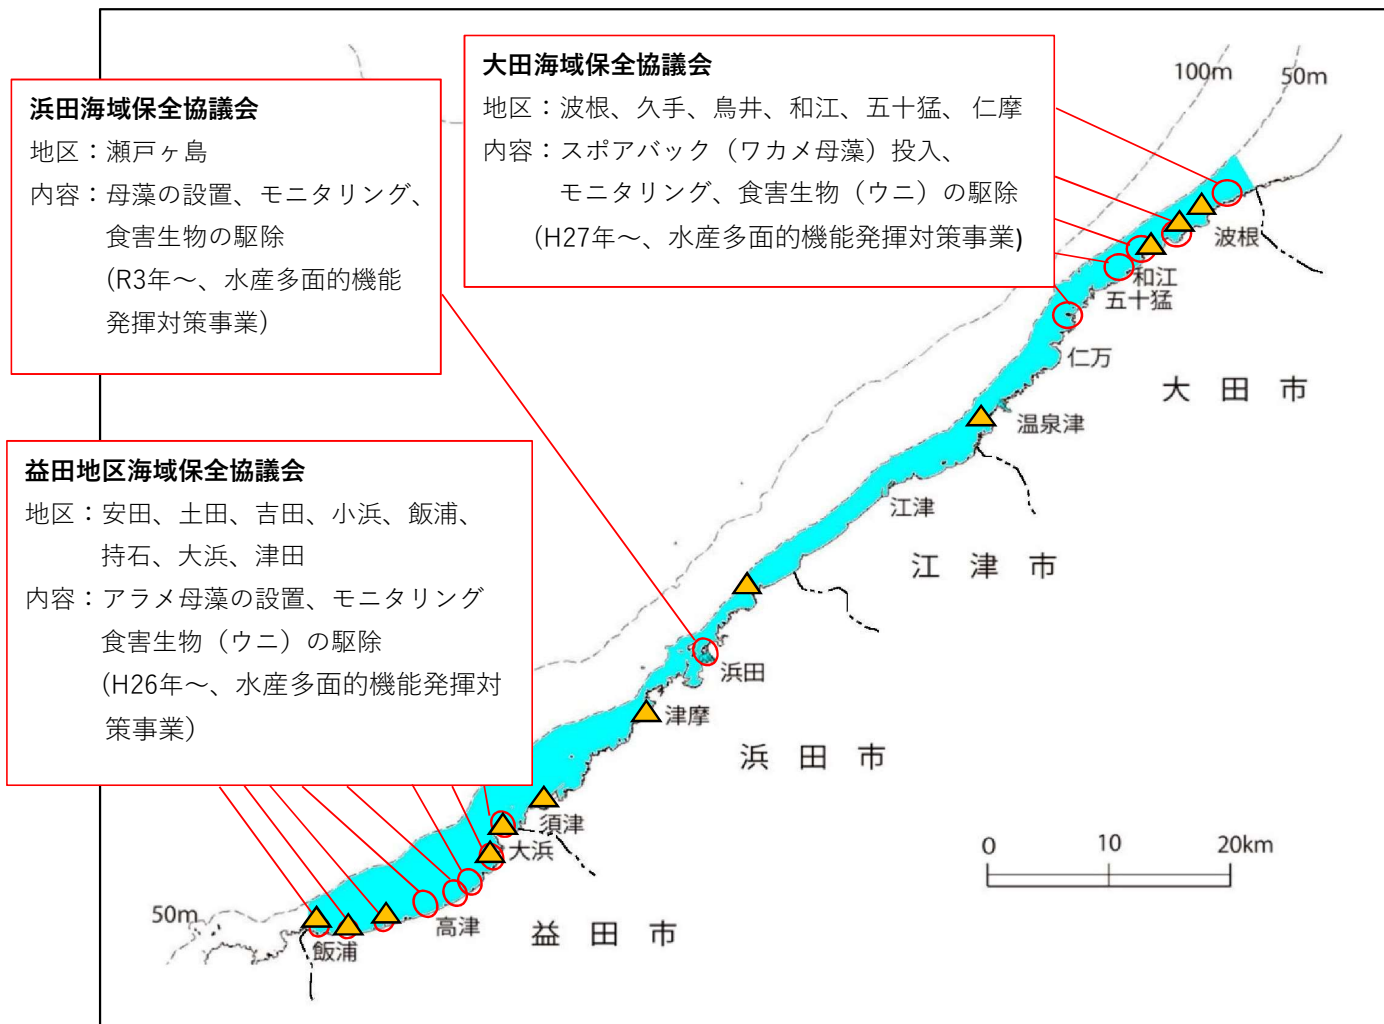 浜田海域保全協議会
地区：瀬戸ヶ島
内容：母藻の設置、モニタリング、
食害生物の駆除
(R3年～、水産多面的機能
発揮対策事業)
大田海域保全協議会
地区：波根、久手、鳥井、和江、五十猛、 仁摩
内容：スポアバック（ワカメ母藻）投入、
モニタリング、食害生物（ウニ）の駆除
(H27年～、水産多面的機能発揮対策事業)
益田地区海域保全協議会
地区：安田、土田、吉田、小浜、飯浦、
持石、大浜、津田
内容：アラメ母藻の設置、モニタリング
食害生物（ウニ）の駆除
(H26年～、水産多面的機能発揮対
策事業)
100m
50m
波根
和江
五十猛
仁万
大田市
温泉津
江津
江津市
浜田
津摩
浜田市
須津
大浜
高津
益田市
飯浦
50m
0 10 20km